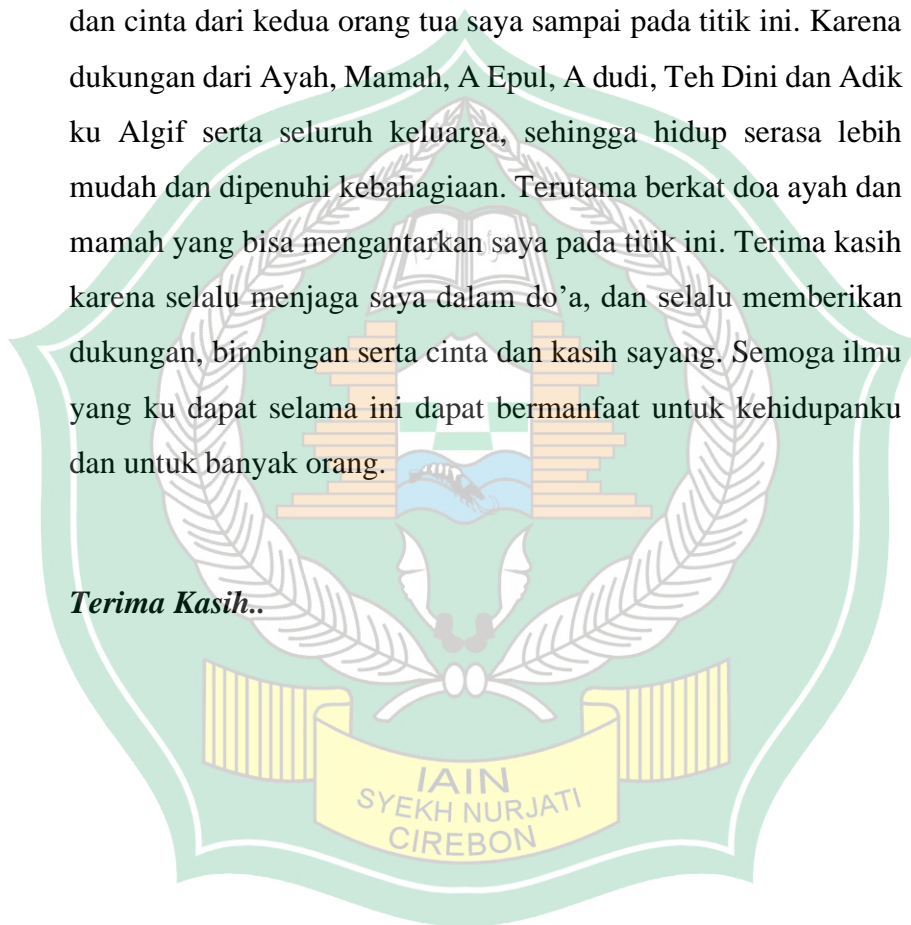 dan cinta dari kedua orang tua saya sampai pada titik ini. Karena
dukungan dari Ayah, Mamah, A Epul, A dudi, Teh Dini dan Adik
ku Algif serta seluruh keluarga, sehingga hidup serasa lebih
mudah dan dipenuhi kebahagiaan. Terutama berkat doa ayah dan
mamah yang bisa mengantarkan saya pada titik ini. Terima kasih
karena selalu menjaga saya dalam do’a, dan selalu memberikan
dukungan, bimbingan serta cinta dan kasih sayang. Semoga ilmu
yang ku dapat selama ini dapat bermanfaat untuk kehidupanku
dan untuk banyak orang.
Terima Kasih..
IAIN
SYEKH NURJATI
CIREBON